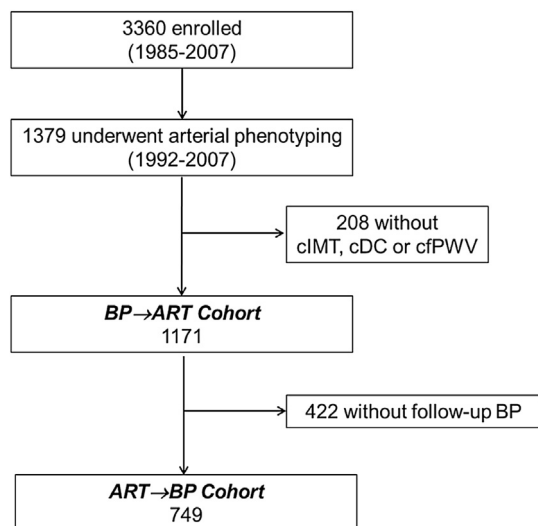 3360 enrolled
(1985-2007)
1379 underwent arterial phenotyping
(1992-2007)
208 without
cIMT, cDC or cfPWV
BP→ART Cohort
1171
422 without follow-up BP
ART→BP Cohort
749